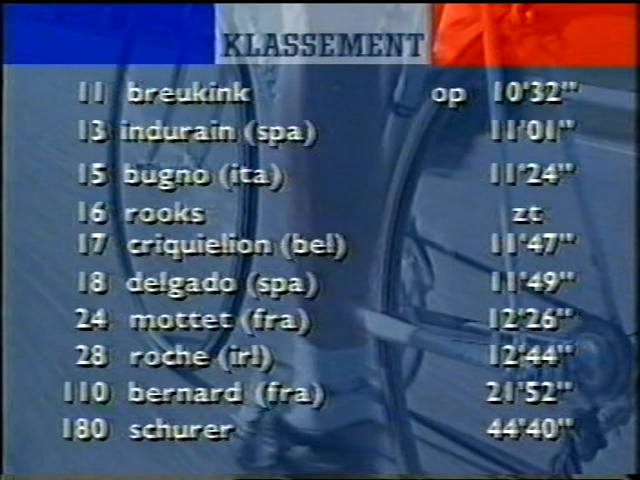 KLASSEMENT
11 breukink op 10'32"
13 indurain (spa) 11'01"
15 bugno (ita) 11'24"
16 rooks zt
17 criquielion (bel) 11'47"
18 delgado (spa) 11'49"
24 mottet (fra) 12'26"
28 roche (irl) 12'44"
110 bernard (fra) 21'52"
180 schurer 44'40"